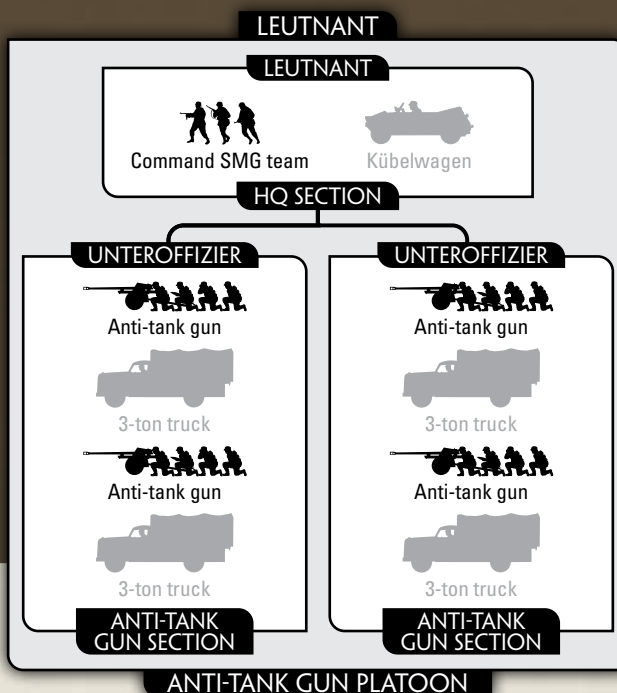 LEUTNANT
LEUTNANT
Command SMG team
Kübelwagen
HQ SECTION
UNTEROFFIZIER
Anti-tank gun
3-ton truck
Anti-tank gun
3-ton truck
ANTI-TANK
GUN SECTION
UNTEROFFIZIER
Anti-tank gun
3-ton truck
Anti-tank gun
3-ton truck
ANTI-TANK
GUN SECTION
ANTI-TANK GUN PLATOON